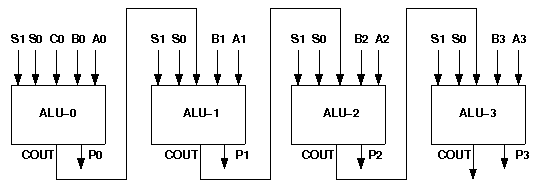 S1 S0 C0 B0 A0 S1 S0 B1 A1 S1 S0 B2 A2 S1 S0 B3 A3
ALU-0 ALU-1 ALU-2 ALU-3
COUT P0 COUT P1 COUT P2 COUT P3